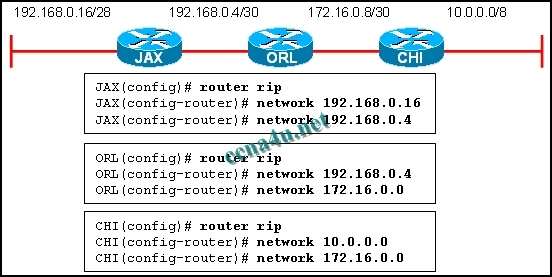 192.168.0.16/28 192.168.0.4/30 172.16.0.8/30 10.0.0.0/8
JAX ORL CHI
JAX(config)# router rip
JAX(config-router)# network 192.168.0.16
JAX(config-router)# network 192.168.0.4
ccna4u.net
ORL(config)# router rip
ORL(config-router)# network 192.168.0.4
ORL(config-router)# network 172.16.0.0
CHI(config)# router rip
CHI(config-router)# network 10.0.0.0
CHI(config-router)# network 172.16.0.0